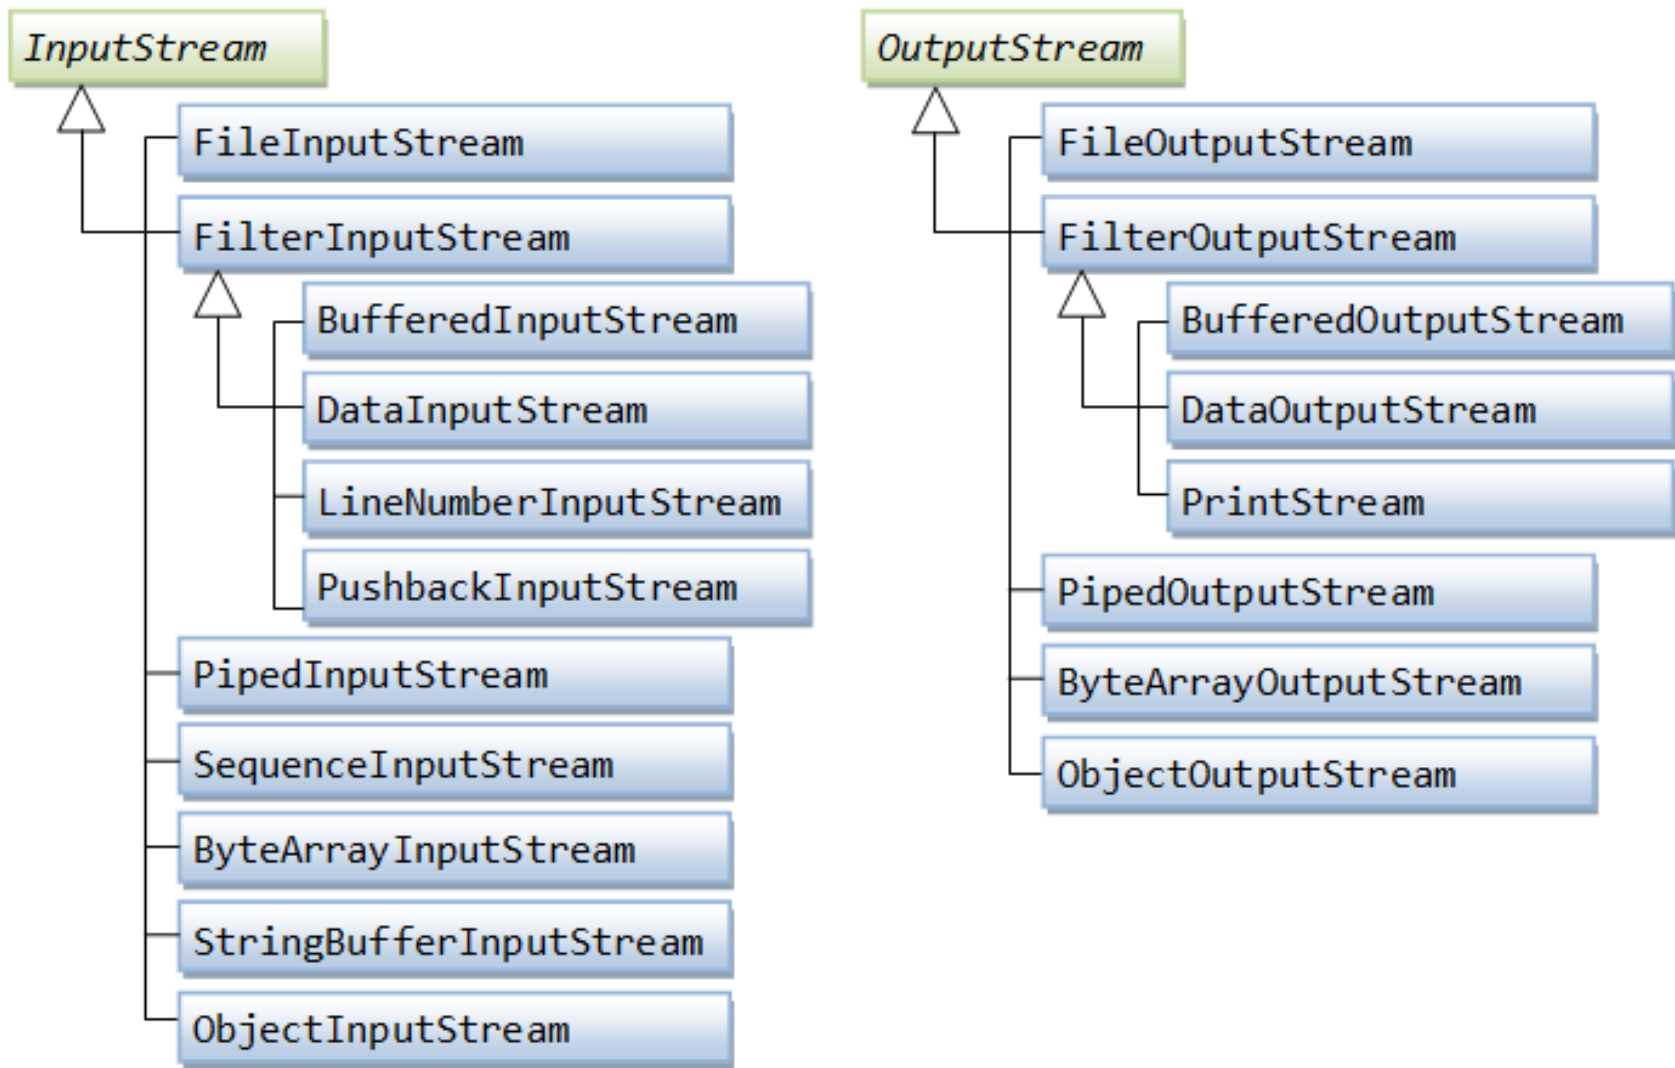 InputStream
FileInputStream
FilterInputStream
BufferedInputStream
DataInputStream
LineNumberInputStream
PushbackInputStream
PipedInputStream
SequenceInputStream
ByteArrayInputStream
StringBufferInputStream
ObjectInputStream
OutputStream
FileOutputStream
FilterOutputStream
BufferedOutputStream
DataOutputStream
PrintStream
PipedOutputStream
ByteArrayOutputStream
ObjectOutputStream